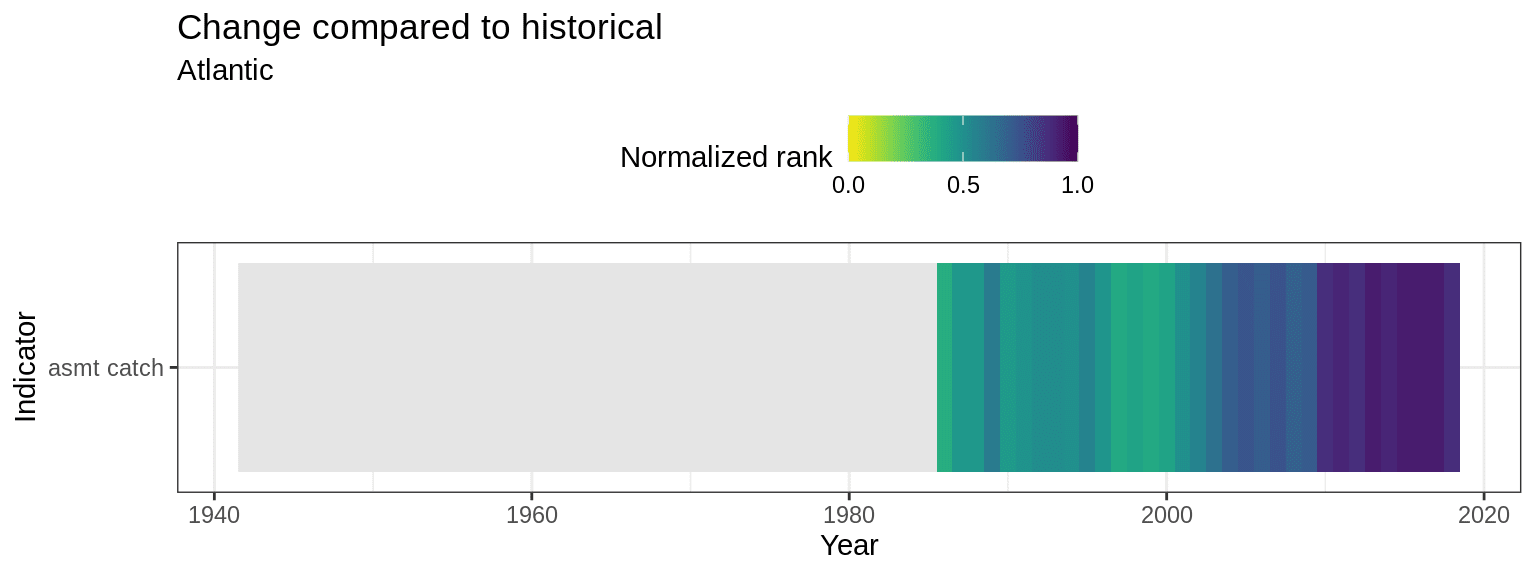 Change compared to historical
Atlantic
Normalized rank
0.0 0.5 1.0
Indicator
asmt catch
1940 1960 1980 2000 2020
Year